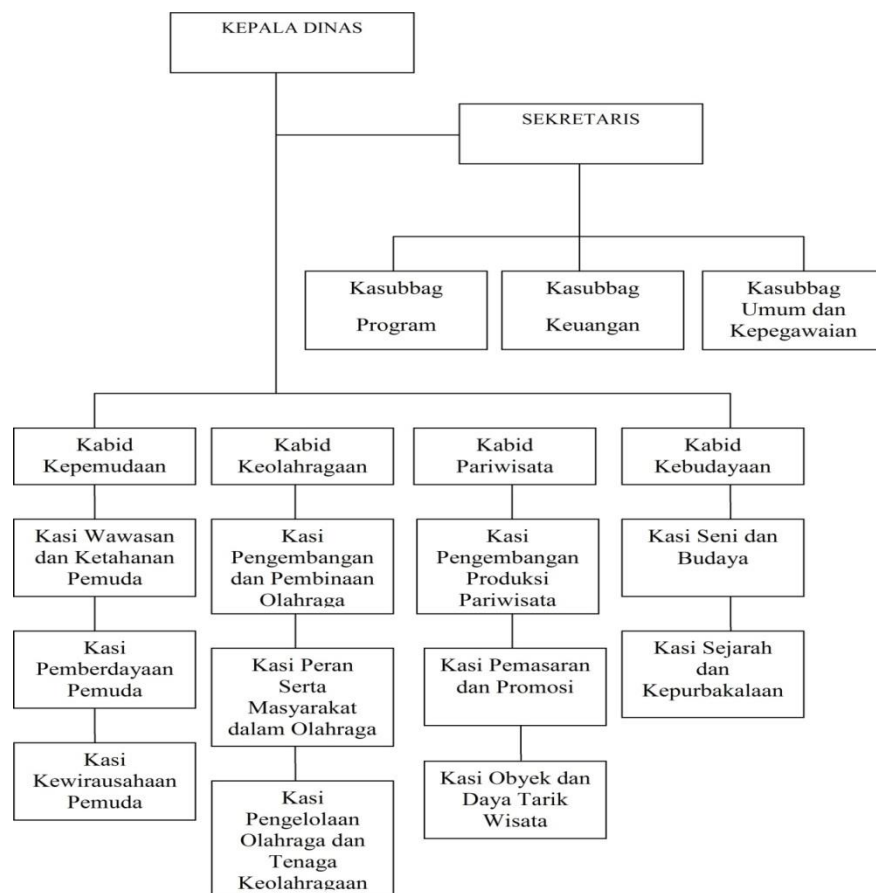 KEPALA DINAS
SEKRETARIS
Kasubbag
Program
Kasubbag
Keuangan
Kasubbag
Umum dan
Kepegawaian
Kabid
Kepemudaan
Kabid
Keolahragaan
Kabid
Pariwisata
Kabid
Kebudayaan
Kasi Wawasan
dan Ketahanan
Pemuda
Kasi
Pengembangan
dan Pembinaan
Olahraga
Kasi
Pengembangan
Produksi
Pariwisata
Kasi Seni dan
Budaya
Kasi
Pemberdayaan
Pemuda
Kasi Peran
Serta
Masyarakat
dalam Olahraga
Kasi Pemasaran
dan Promosi
Kasi Sejarah
dan
Kepurbakalaan
Kasi
Kewirausahaan
Pemuda
Kasi
Pengelolaan
Olahraga dan
Tenaga
Keolahragaan
Kasi Obyek dan
Daya Tarik
Wisata